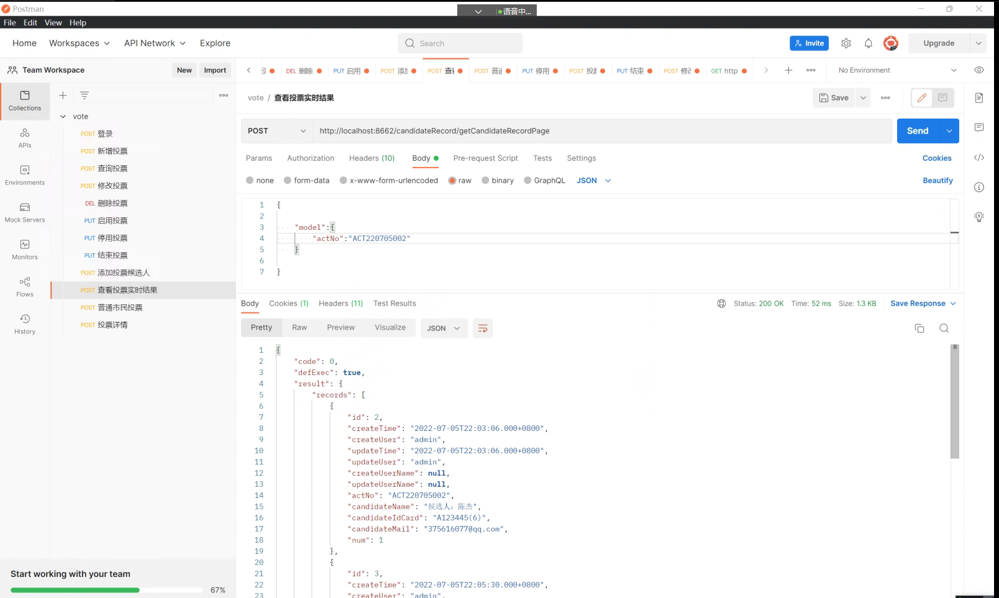 Postman
语音中...
File Edit View Help
Home Workspaces API Network Explore
Search
Invite
Upgrade
Team Workspace
New Import
DEL 删除 PUT 启用 POST 添加 POST 查看 POST 普通 PUT 停用 POST 投票 PUT 结束 POST 修改 GET http
No Environment
vote / 查看投票实时结果
Save
POST http://localhost:8662/candidateRecord/getCandidateRecordPage
Send
Params Authorization Headers (10) Body Pre-request Script Tests Settings
Cookies
none form-data x-www-form-urlencoded raw binary GraphQL JSON
Beautify
1 {
2
3 "model":{
4 "actNo":"ACT220705002"
5 }
6
7 }
Collections
APIs
Environments
Mock Servers
Monitors
Flows
History
vote
POST 登录
POST 新增投票
POST 查询投票
POST 修改投票
DEL 删除投票
PUT 启用投票
PUT 停用投票
PUT 结束投票
POST 添加投票候选人
POST 查看投票实时结果
POST 普通市民投票
POST 投票详情
Body Cookies (1) Headers (11) Test Results
Status: 200 OK Time: 52 ms Size: 1.3 KB Save Response
Pretty Raw Preview Visualize JSON
1 {
2 "code": 0,
3 "defExec": true,
4 "result": {
5 "records": [
6 {
7 "id": 2,
8 "createTime": "2022-07-05T22:03:06.000+0800",
9 "createUser": "admin",
10 "updateTime": "2022-07-05T22:03:06.000+0800",
11 "updateUser": "admin",
12 "createUserName": null,
13 "updateUserName": null,
14 "actNo": "ACT220705002",
15 "candidateName": "候选人：陈杰",
16 "candidateIdCard": "A123445(6)",
17 "candidateMail": "375616077@qq.com",
18 "num": 1
19 },
20 {
21 "id": 3,
22 "createTime": "2022-07-05T22:05:30.000+0800",
23 "createUser": "admin",
Start working with your team
67%